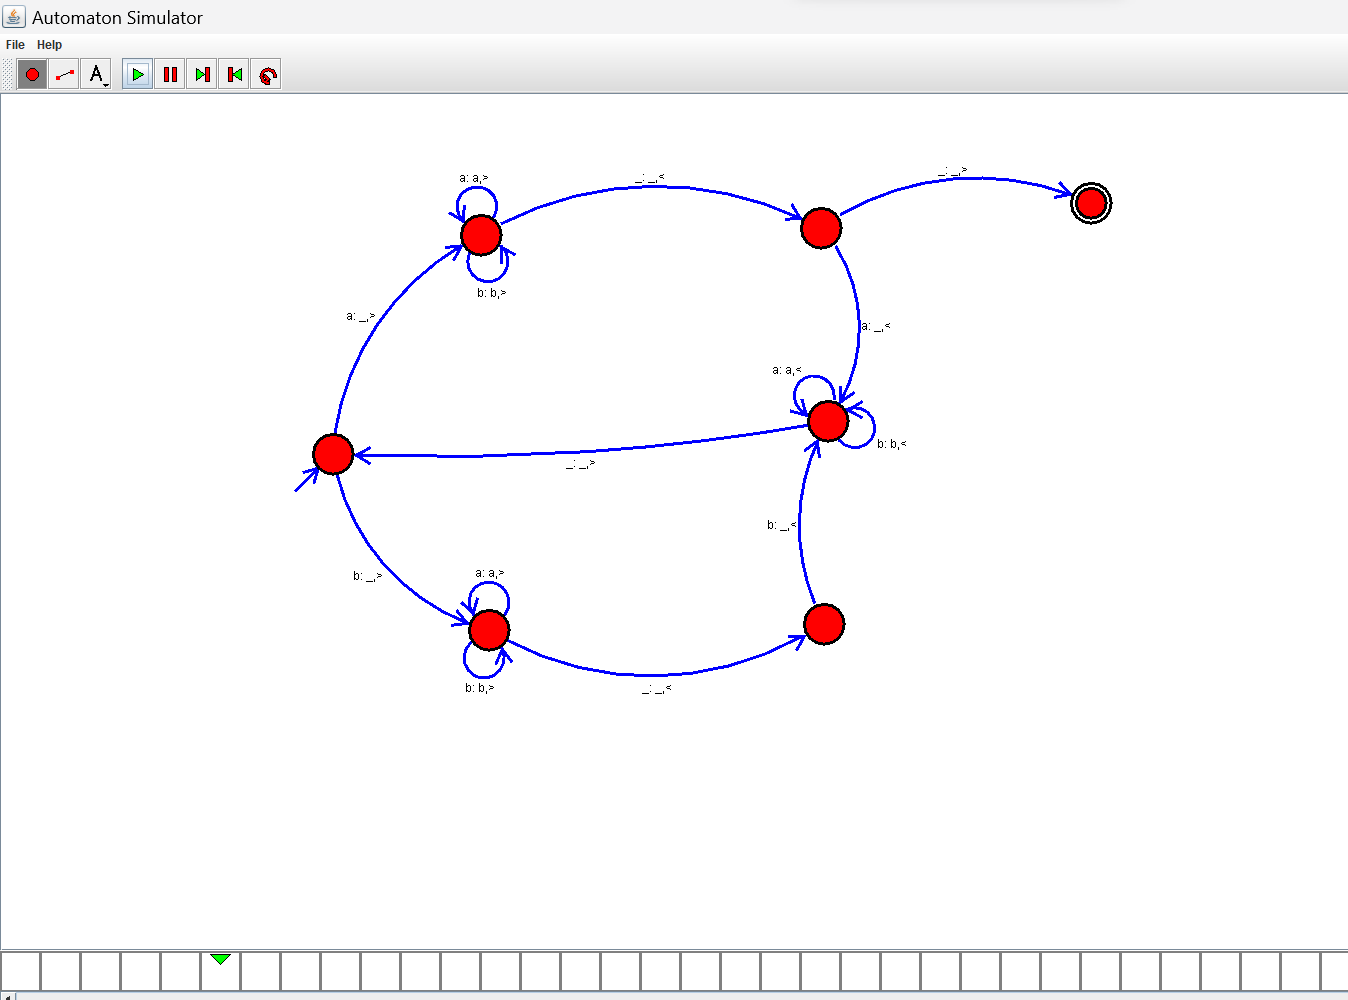 Automaton Simulator
File Help
A
_: _,>
a: a,> _: _,<
b: b,>
a: _,>
a: _,<
a: a,<
b: b,<
_: _,>
b: _,<
a: a,>
b: _,>
b: b,> _: _,<